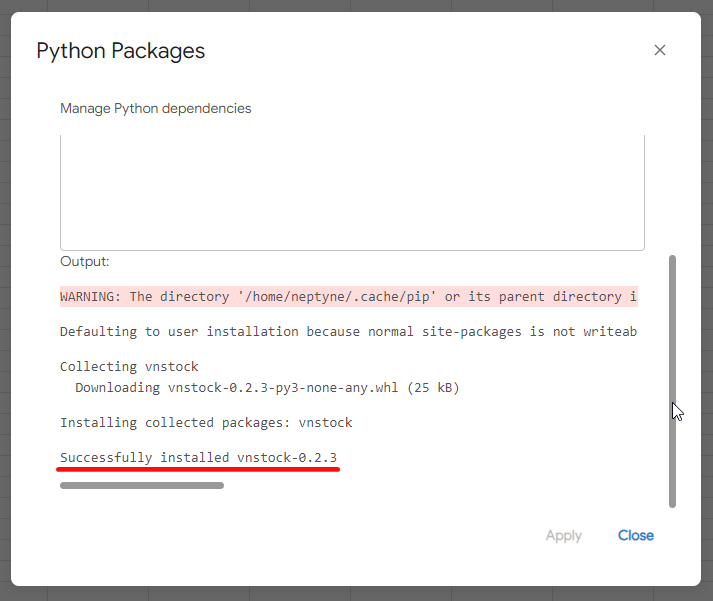 Python Packages
Manage Python dependencies
Output:
WARNING: The directory '/home/neptyne/.cache/pip' or its parent directory i
Defaulting to user installation because normal site-packages is not writeab
Collecting vnstock
Downloading vnstock-0.2.3-py3-none-any.whl (25 kB)
Installing collected packages: vnstock
Successfully installed vnstock-0.2.3
Apply
Close